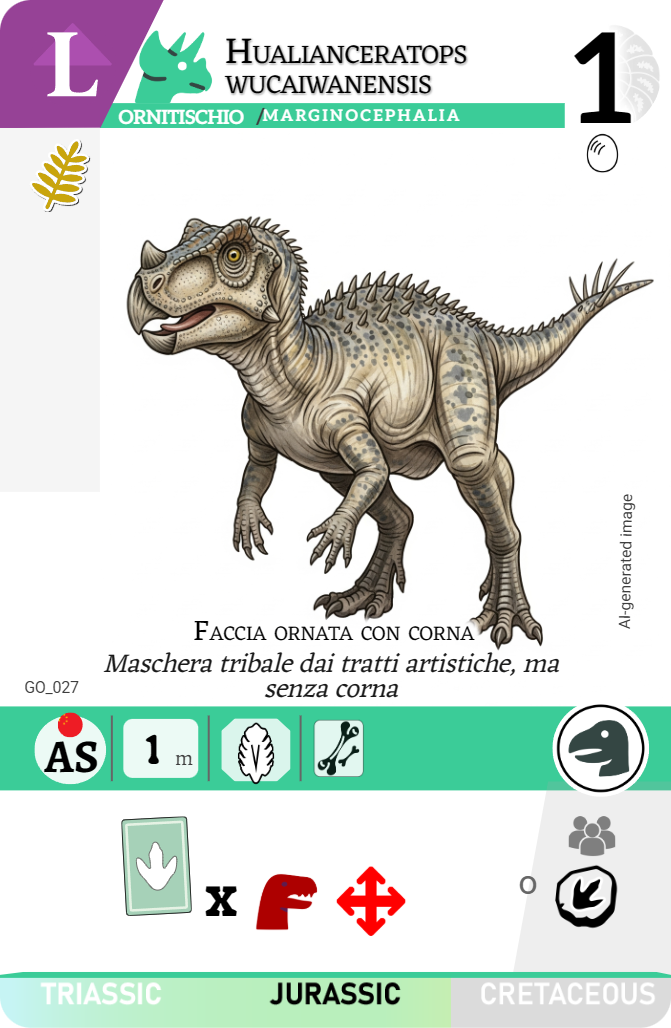 L
HUALIANCERATOPS
WUCAIWANENSIS
1
ORNITISCHIO /MARGINOCEPHALIA
AI-generated image
FACCIA ORNATA CON CORNA
Maschera tribale dai tratti artistiche, ma
senza corna
GO_027
AS
1 m
x
O
TRIASSIC JURASSIC CRETACEOUS